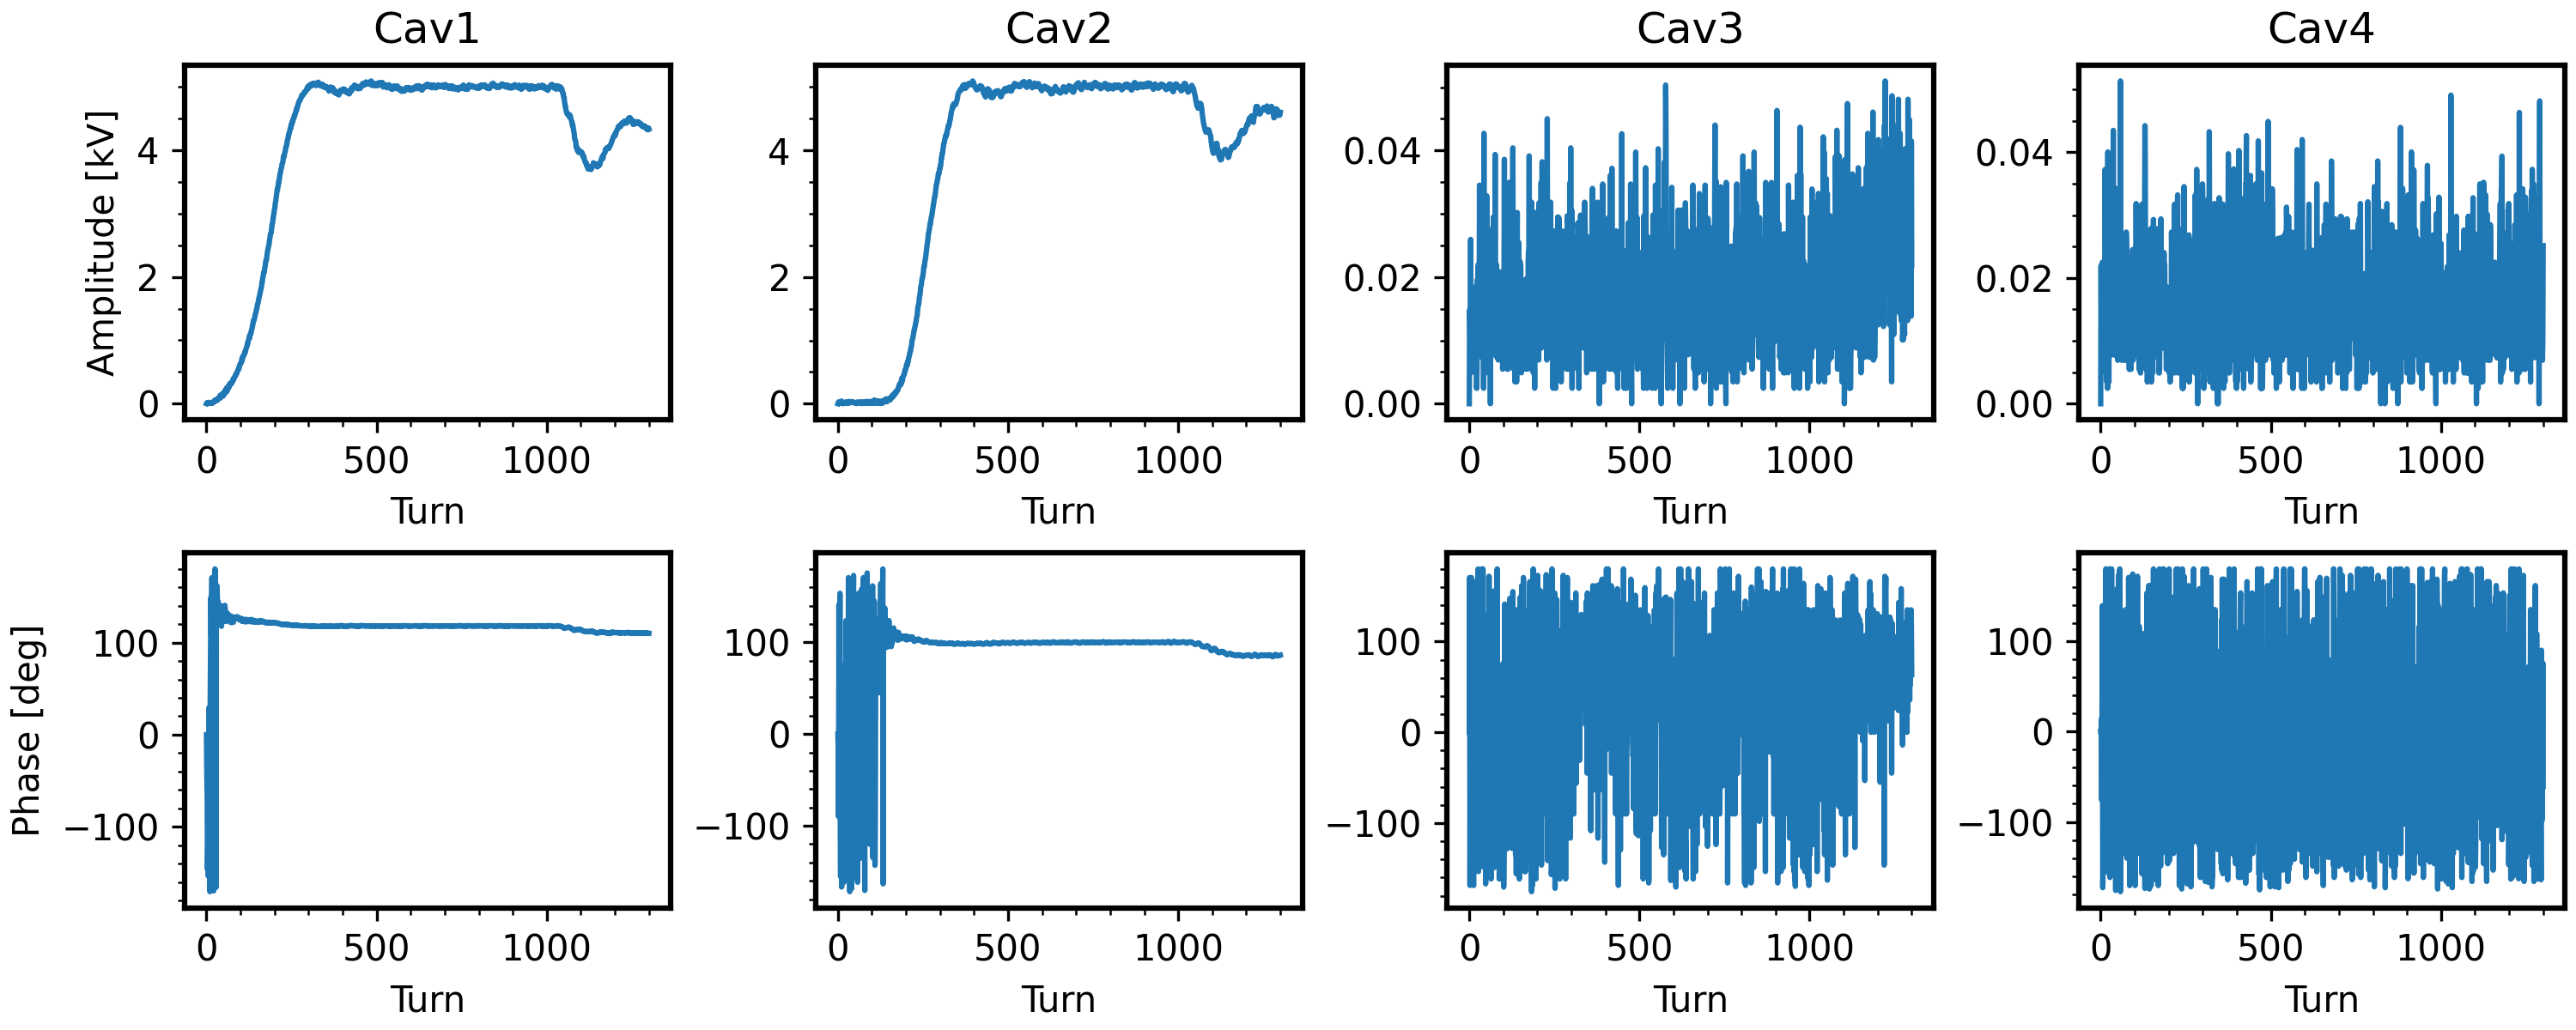 Cav1 Cav2 Cav3 Cav4
Amplitude [kV]
4 4 0.04 0.04
2 2 0.02 0.02
0 0 0.00 0.00
0 500 1000 0 500 1000 0 500 1000 0 500 1000
Turn Turn Turn Turn
Phase [deg]
100 100 100 100
0 0 0 0
−100 −100 −100 −100
0 500 1000 0 500 1000 0 500 1000 0 500 1000
Turn Turn Turn Turn